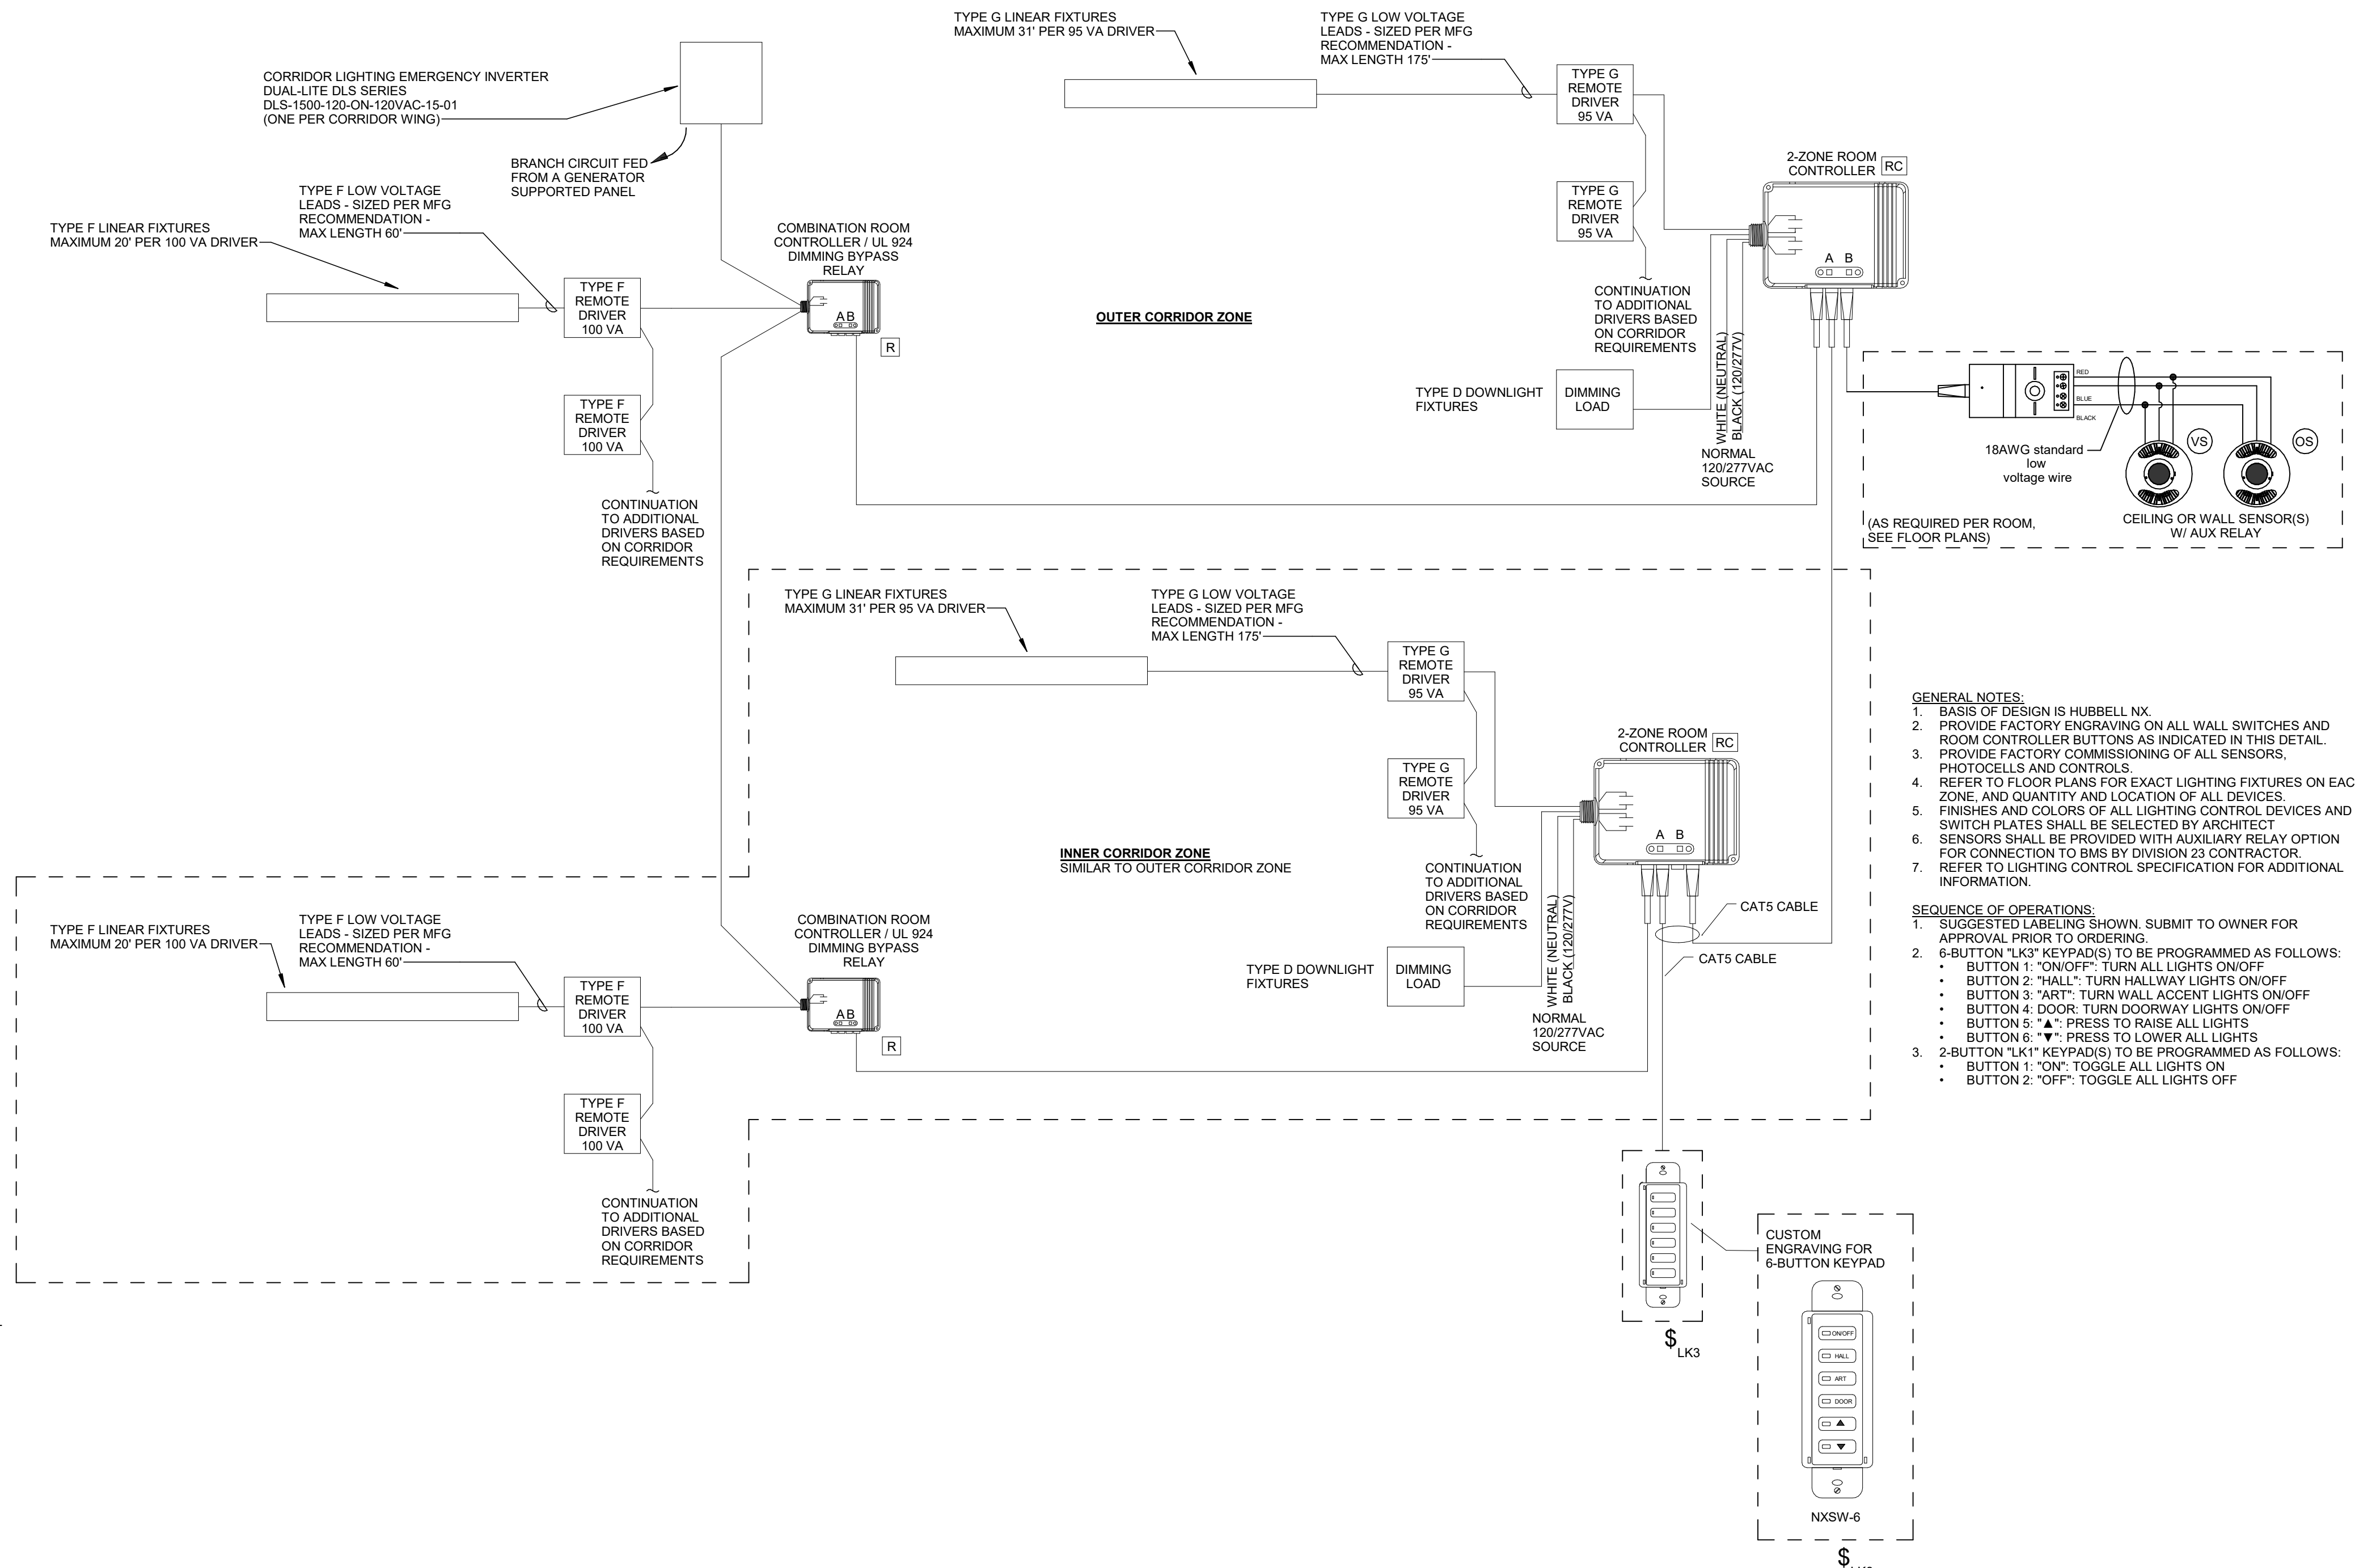 TYPE G LINEAR FIXTURES
MAXIMUM 31' PER 95 VA DRIVER
TYPE G LOW VOLTAGE
LEADS - SIZED PER MFG
RECOMMENDATION -
MAX LENGTH 175'
CORRIDOR LIGHTING EMERGENCY INVERTER
DUAL-LITE DLS SERIES
DLS-1500-120-ON-120VAC-15-01
(ONE PER CORRIDOR WING)
BRANCH CIRCUIT FED
FROM A GENERATOR
SUPPORTED PANEL
TYPE G
REMOTE
DRIVER
95 VA
TYPE G
REMOTE
DRIVER
95 VA
2-ZONE ROOM
CONTROLLER
RC
A B
TYPE F LINEAR FIXTURES
MAXIMUM 20' PER 100 VA DRIVER
TYPE F LOW VOLTAGE
LEADS - SIZED PER MFG
RECOMMENDATION -
MAX LENGTH 60'
COMBINATION ROOM
CONTROLLER / UL 924
DIMMING BYPASS
RELAY
AB
R
TYPE F
REMOTE
DRIVER
100 VA
TYPE F
REMOTE
DRIVER
100 VA
CONTINUATION
TO ADDITIONAL
DRIVERS BASED
ON CORRIDOR
REQUIREMENTS
OUTER CORRIDOR ZONE
CONTINUATION
TO ADDITIONAL
DRIVERS BASED
ON CORRIDOR
REQUIREMENTS
TYPE D DOWNLIGHT
FIXTURES
DIMMING
LOAD
WHITE (NEUTRAL)
BLACK (120/277V)
NORMAL
120/277VAC
SOURCE
RED
BLUE
BLACK
18AWG standard
low
voltage wire
VS
OS
(AS REQUIRED PER ROOM,
SEE FLOOR PLANS)
CEILING OR WALL SENSOR(S)
W/ AUX RELAY
TYPE G LINEAR FIXTURES
MAXIMUM 31' PER 95 VA DRIVER
TYPE G LOW VOLTAGE
LEADS - SIZED PER MFG
RECOMMENDATION -
MAX LENGTH 175'
TYPE G
REMOTE
DRIVER
95 VA
TYPE G
REMOTE
DRIVER
95 VA
2-ZONE ROOM
CONTROLLER
RC
A B
INNER CORRIDOR ZONE
SIMILAR TO OUTER CORRIDOR ZONE
CONTINUATION
TO ADDITIONAL
DRIVERS BASED
ON CORRIDOR
REQUIREMENTS
TYPE D DOWNLIGHT
FIXTURES
DIMMING
LOAD
WHITE (NEUTRAL)
BLACK (120/277V)
NORMAL
120/277VAC
SOURCE
CAT5 CABLE
CAT5 CABLE
TYPE F LINEAR FIXTURES
MAXIMUM 20' PER 100 VA DRIVER
TYPE F LOW VOLTAGE
LEADS - SIZED PER MFG
RECOMMENDATION -
MAX LENGTH 60'
COMBINATION ROOM
CONTROLLER / UL 924
DIMMING BYPASS
RELAY
AB
R
TYPE F
REMOTE
DRIVER
100 VA
TYPE F
REMOTE
DRIVER
100 VA
CONTINUATION
TO ADDITIONAL
DRIVERS BASED
ON CORRIDOR
REQUIREMENTS
GENERAL NOTES:
1. BASIS OF DESIGN IS HUBBELL NX.
2. PROVIDE FACTORY ENGRAVING ON ALL WALL SWITCHES AND
ROOM CONTROLLER BUTTONS AS INDICATED IN THIS DETAIL.
3. PROVIDE FACTORY COMMISSIONING OF ALL SENSORS,
PHOTOCELLS AND CONTROLS.
4. REFER TO FLOOR PLANS FOR EXACT LIGHTING FIXTURES ON EAC
ZONE, AND QUANTITY AND LOCATION OF ALL DEVICES.
5. FINISHES AND COLORS OF ALL LIGHTING CONTROL DEVICES AND
SWITCH PLATES SHALL BE SELECTED BY ARCHITECT
6. SENSORS SHALL BE PROVIDED WITH AUXILIARY RELAY OPTION
FOR CONNECTION TO BMS BY DIVISION 23 CONTRACTOR.
7. REFER TO LIGHTING CONTROL SPECIFICATION FOR ADDITIONAL
INFORMATION.
SEQUENCE OF OPERATIONS:
1. SUGGESTED LABELING SHOWN. SUBMIT TO OWNER FOR
APPROVAL PRIOR TO ORDERING.
2. 6-BUTTON "LK3" KEYPAD(S) TO BE PROGRAMMED AS FOLLOWS:
• BUTTON 1: "ON/OFF": TURN ALL LIGHTS ON/OFF
• BUTTON 2: "HALL": TURN HALLWAY LIGHTS ON/OFF
• BUTTON 3: "ART": TURN WALL ACCENT LIGHTS ON/OFF
• BUTTON 4: DOOR: TURN DOORWAY LIGHTS ON/OFF
• BUTTON 5: "▲": PRESS TO RAISE ALL LIGHTS
• BUTTON 6: "▼": PRESS TO LOWER ALL LIGHTS
3. 2-BUTTON "LK1" KEYPAD(S) TO BE PROGRAMMED AS FOLLOWS:
• BUTTON 1: "ON": TOGGLE ALL LIGHTS ON
• BUTTON 2: "OFF": TOGGLE ALL LIGHTS OFF
$ LK3
CUSTOM
ENGRAVING FOR
6-BUTTON KEYPAD
ON/OFF
HALL
ART
DOOR
▲
▼
NXSW-6
$